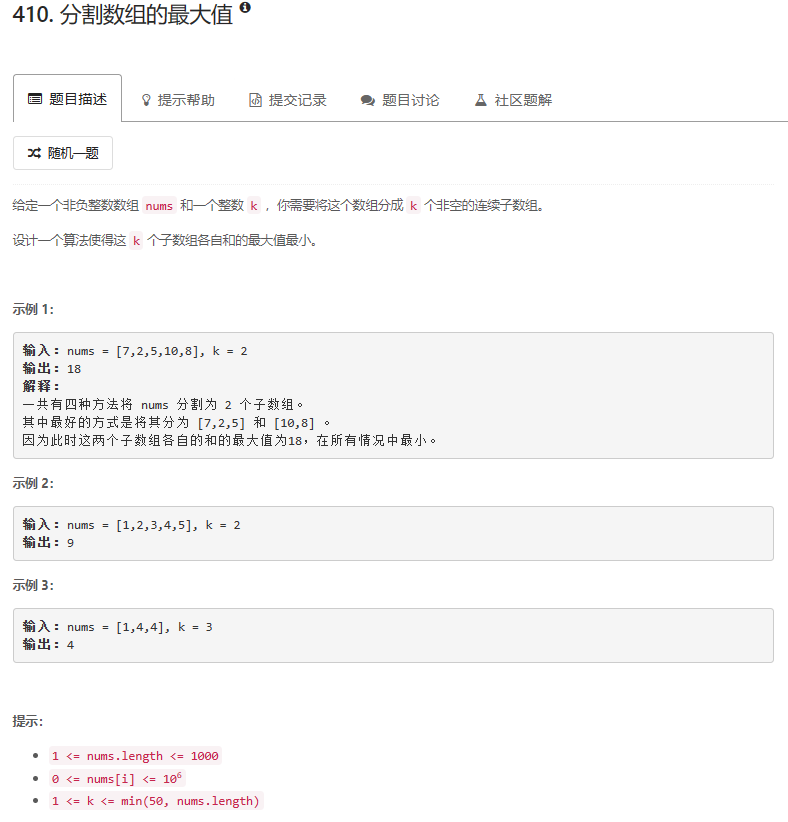 410. 分割数组的最大值
题目描述 提示帮助 提交记录 题目讨论 社区题解
随机一题
给定一个非负整数数组 nums 和一个整数 k ，你需要将这个数组分成 k 个非空的连续子数组。
设计一个算法使得这 k 个子数组各自和的最大值最小。
示例 1：
输入：nums = [7,2,5,10,8], k = 2
输出：18
解释：
一共有四种方法将 nums 分割为 2 个子数组。
其中最好的方式是将其分为 [7,2,5] 和 [10,8] 。
因为此时这两个子数组各自的和的最大值为18，在所有情况中最小。
示例 2：
输入：nums = [1,2,3,4,5], k = 2
输出：9
示例 3：
输入：nums = [1,4,4], k = 3
输出：4
提示：
1 <= nums.length <= 1000
0 <= nums[i] <= 10⁶
1 <= k <= min(50, nums.length)